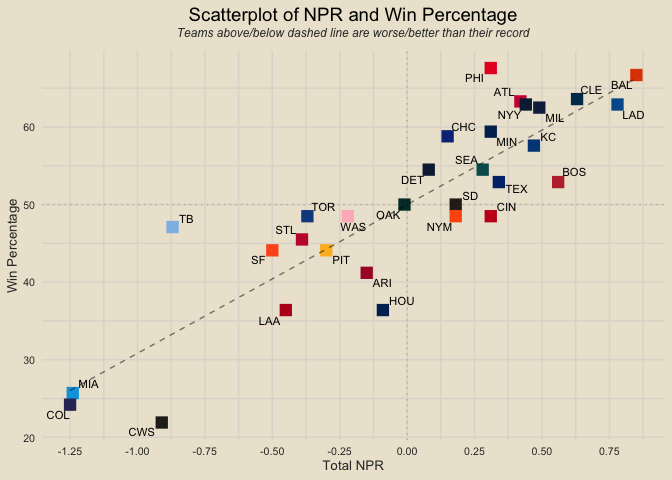 Scatterplot of NPR and Win Percentage
Teams above/below dashed line are worse/better than their record
PHI
BAL
ATL
CLE
NYY
MIL
LAD
60
CHC
MIN
KC
SEA
DET
BOS
TEX
50
TB
TOR
WAS
OAK
SD
NYM
CIN
STL
SF
PIT
40
ARI
HOU
LAA
30
MIA
COL
CWS
20
-1.25
-1.00
-0.75
-0.50
-0.25
0.00
0.25
0.50
0.75
Total NPR
Win Percentage